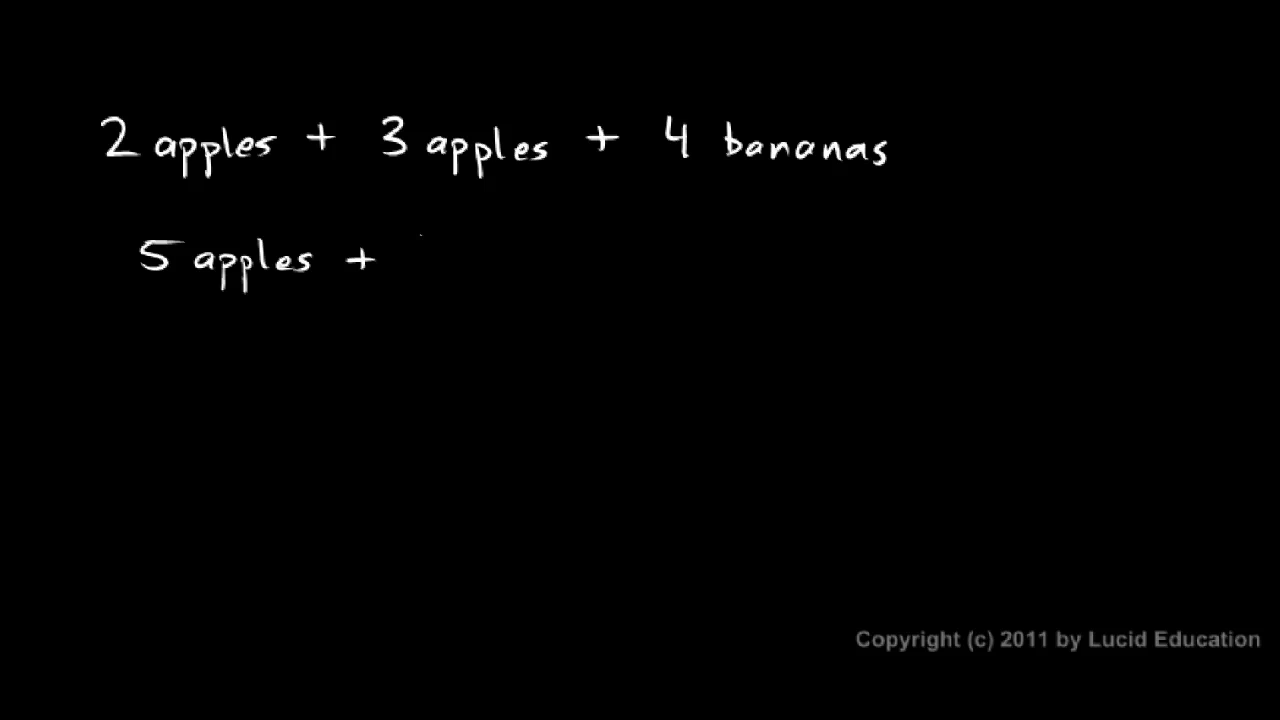 2 apples + 3 apples + 4 bananas
5 apples +
Copyright (c) 2011 by Lucid Education